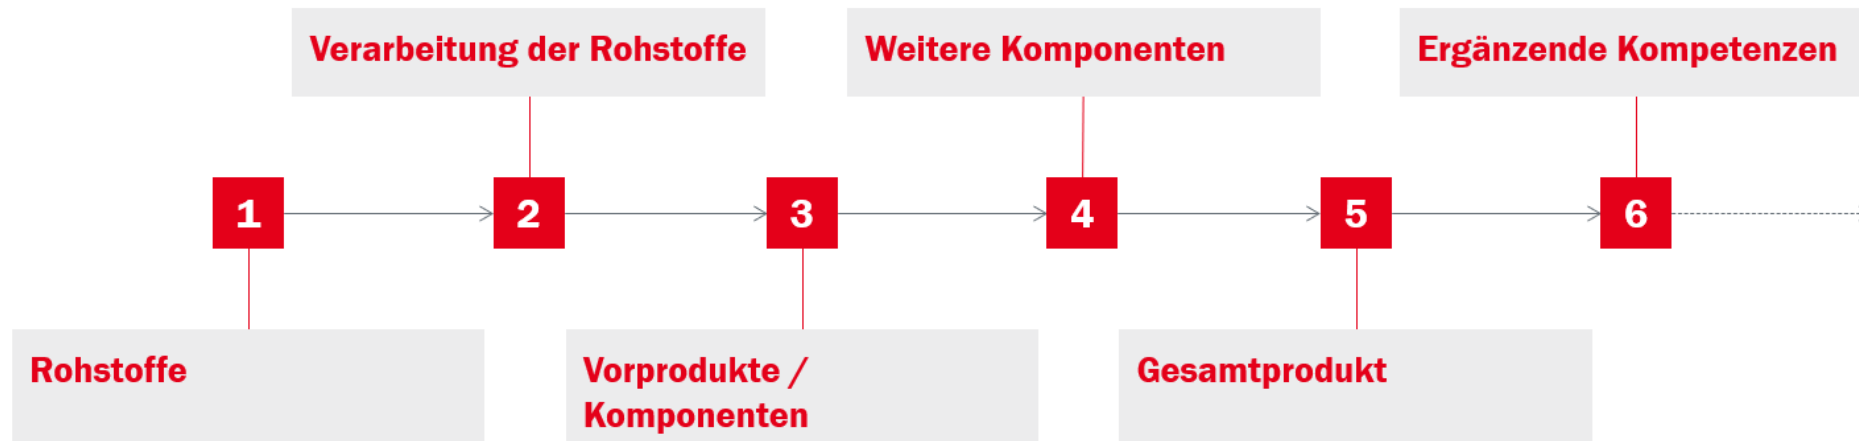 Verarbeitung der Rohstoffe
Weitere Komponenten
Ergänzende Kompetenzen
1
2
3
4
5
6
Rohstoffe
Vorprodukte /
Komponenten
Gesamtprodukt